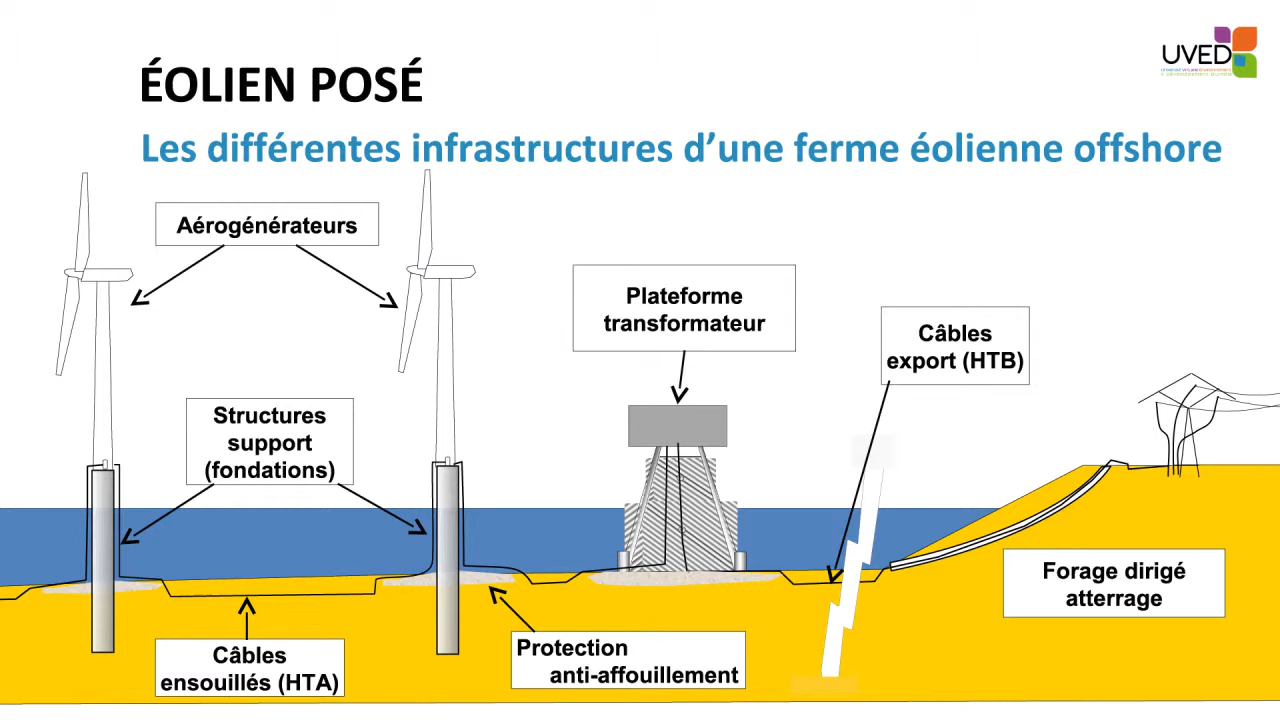 UVED
ÉOLIEN POSÉ
Les différentes infrastructures d’une ferme éolienne offshore
Aérogénérateurs
Plateforme
transformateur
Câbles
export (HTB)
Structures
support
(fondations)
Forage dirigé
atterrage
Câbles
ensouillés (HTA)
Protection
anti-affouillement